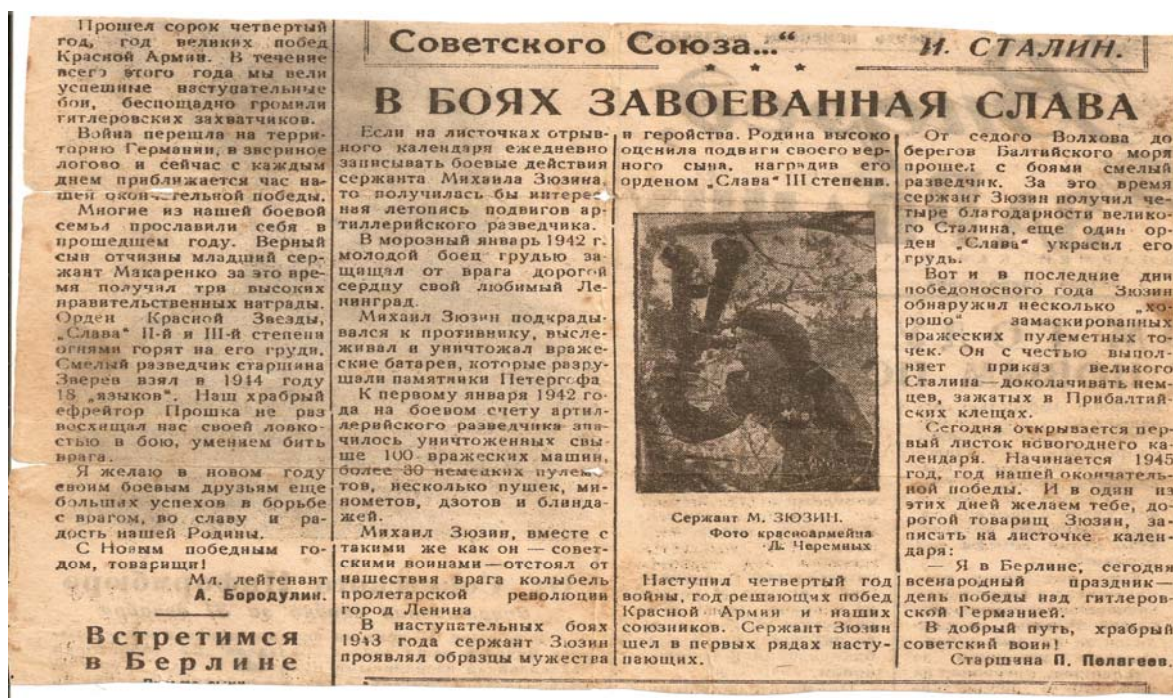 Прошел сорок четвертый
год, год великих побед
Красной Армии. В течение
всего этого года мы вели
успешные наступательные
бои, беспощадно громили
гитлеровских захватчиков.
Война перешла на терри-
торию Германии, в звериное
логово и сейчас с каждым
днем приближается час на-
шей окончательной победы.
Многие из нашей боевой
семьи прославили себя в
прошедшем году. Верный
сын отчизны младший сер-
жант Макаренко за это вре-
мя получил три высоких
правительственных награды.
Орден Красной Звезды,
„Слава“ II-й и III-й степени
огнями горят на его груди.
Смелый разведчик старшина
Зверев взял в 1944 году
18 „языков“. Наш храбрый
ефрейтор Прошка не раз
восхищал нас своей ловко-
стью в бою, умением бить
врага.
Я желаю в новом году
своим боевым друзьям еще
больших успехов в борьбе
с врагом, во славу и ра-
дость нашей Родины.
С Новым победным го-
дом, товарищи!
Мл. лейтенант
А. Бородулин.
Встретимся
в Берлине
Советского Союза...“ И. СТАЛИН.
В БОЯХ ЗАВОЕВАННАЯ СЛАВА
Если на листочках отрыв-
ного календаря ежедневно
записывать боевые действия
сержанта Михаила Зюзина,
то получилась бы интерес-
ная летопись подвигов ар-
тиллерийского разведчика.
В морозный январь 1942 г.
молодой боец грудью за-
щищал от врага дорогой
сердцу свой любимый Ле-
нинград.
Михаил Зюзин подкрады-
вался к противнику, высле-
живал и уничтожал враже-
ские батареи, которые разру-
шали памятники Петергофа
К первому января 1942 го-
да на боевом счету артил-
лерийского разведчика зна-
чилось уничтоженных свы-
ше 100 вражеских машин,
более 30 немецких пулеме-
тов, несколько пушек, ми-
нометов, дзотов и блинда-
жей.
Михаил Зюзин, вместе с
такими же как он — совет-
скими воинами—отстоял от
нашествия врага колыбель
пролетарской революции
город Ленина
В наступательных боях
1943 года сержант Зюзин
проявлял образцы мужества
и геройства. Родина высоко
оценила подвиги своего вер-
ного сына, наградив его
орденом „Слава“ III степени.
Сержант М. ЗЮЗИН.
Фото красноармейца
Л. Черемных
Наступил четвертый год
войны, год решающих побед
Красной Армии и наших
союзников. Сержант Зюзин
шел в первых рядах насту-
пающих.
От седого Волхова до
берегов Балтийского моря
прошел с боями смелый
разведчик. За это время
сержант Зюзин получил че-
тыре благодарности велико-
го Сталина, еще один ор-
ден „Слава“ украсил его
грудь.
Вот и в последние дни
победоносного года Зюзин
обнаружил несколько „хо-
рошо“ замаскированных
вражеских пулеметных то-
чек. Он с честью выпол-
няет приказ великого
Сталина—доколачивать нем-
цев, зажатых в Прибалтий-
ских клещах.
Сегодня открывается пер-
вый листок новогоднего ка-
лендаря. Начинается 1945
год, год нашей окончатель-
ной победы. И в один из
этих дней желаем тебе, до-
рогой товарищ Зюзин, за-
писать на листочке кален-
даря:
— Я в Берлине, сегодня
всенародный праздник—
день победы над гитлеров-
ской Германией.
В добрый путь, храбрый
советский воин!
Старшина П. Пелагеев.